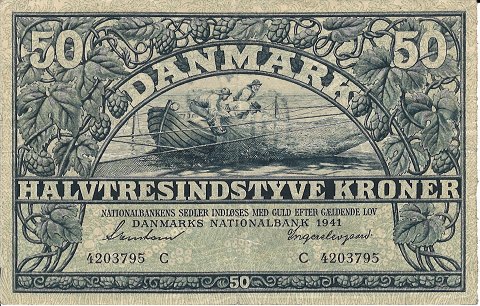 50 50
DANMARK
HALVTRESINDSTYVE KRONER
NATIONALBANKENS SEDLER INDLØSES MED GULD EFTER GÆLDENDE LOV
DANMARKS NATIONALBANK 1941
4203795 C C 4203795
50